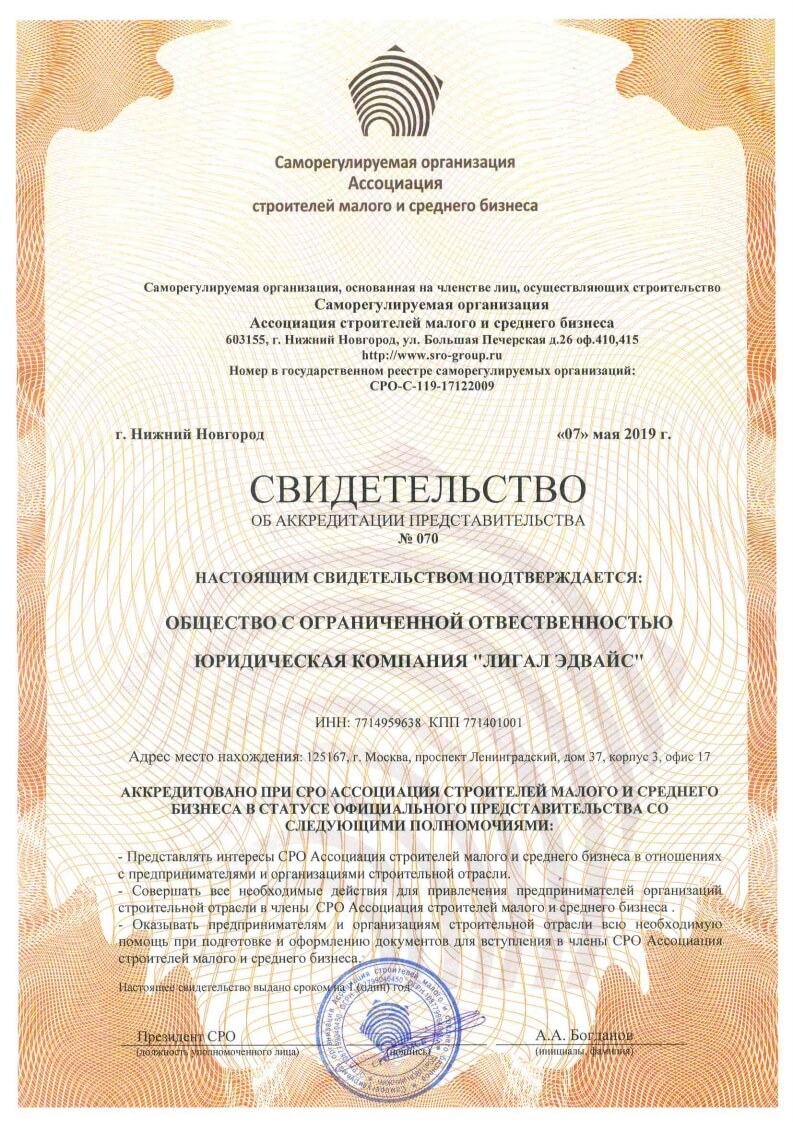 Саморегулируемая организация
Ассоциация
строителей малого и среднего бизнеса
Саморегулируемая организация, основанная на членстве лиц, осуществляющих строительство
Саморегулируемая организация
Ассоциация строителей малого и среднего бизнеса
603155, г. Нижний Новгород, ул. Большая Печерская д.26 оф.410,415
http://www.sro-group.ru
Номер в государственном реестре саморегулируемых организаций:
СРО-С-119-17122009
г. Нижний Новгород «07» мая 2019 г.
СВИДЕТЕЛЬСТВО
ОБ АККРЕДИТАЦИИ ПРЕДСТАВИТЕЛЬСТВА
№ 070
НАСТОЯЩИМ СВИДЕТЕЛЬСТВОМ ПОДТВЕРЖДАЕТСЯ:
ОБЩЕСТВО С ОГРАНИЧЕННОЙ ОТВЕСТВЕННОСТЬЮ
ЮРИДИЧЕСКАЯ КОМПАНИЯ "ЛИГАЛ ЭДВАЙС"
ИНН: 7714959638 КПП 771401001
Адрес место нахождения: 125167, г. Москва, проспект Ленинградский, дом 37, корпус 3, офис 17
АККРЕДИТОВАНО ПРИ СРО АССОЦИАЦИЯ СТРОИТЕЛЕЙ МАЛОГО И СРЕДНЕГО
БИЗНЕСА В СТАТУСЕ ОФИЦИАЛЬНОГО ПРЕДСТАВИТЕЛЬСТВА СО
СЛЕДУЮЩИМИ ПОЛНОМОЧИЯМИ:
- Представлять интересы СРО Ассоциация строителей малого и среднего бизнеса в отношениях
с предпринимателями и организациями строительной отрасли.
- Совершать все необходимые действия для привлечения предпринимателей организаций
строительной отрасли в члены СРО Ассоциация строителей малого и среднего бизнеса .
- Оказывать предпринимателям и организациям строительной отрасли всю необходимую
помощь при подготовке и оформлению документов для вступления в члены СРО Ассоциация
строителей малого и среднего бизнеса.
Настоящее свидетельство выдано сроком на 1 (один) год
Президент СРО А.А. Богданов
(должность уполномоченного лица) (подпись) (инициалы, фамилия)